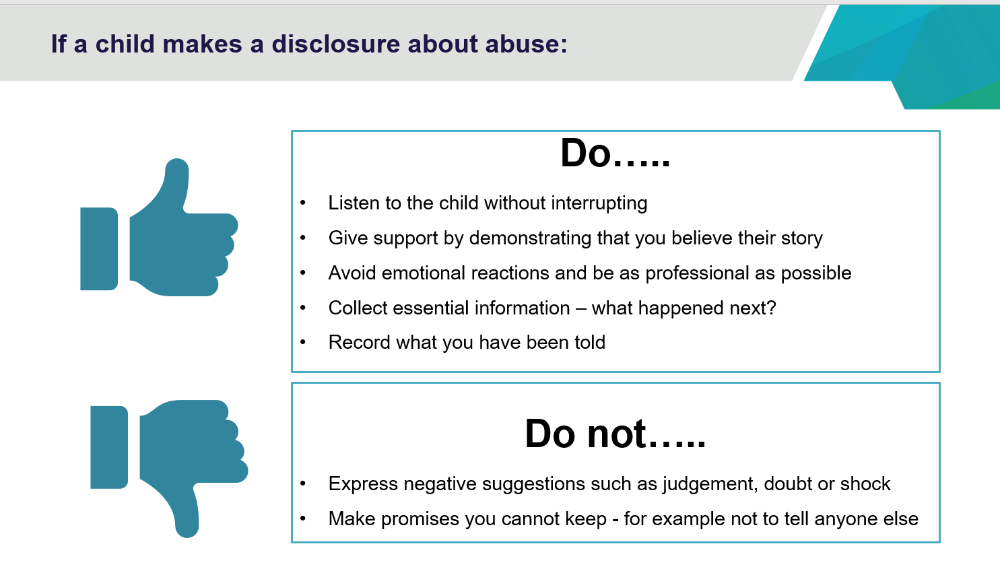 If a child makes a disclosure about abuse:
Do…..
• Listen to the child without interrupting
• Give support by demonstrating that you believe their story
• Avoid emotional reactions and be as professional as possible
• Collect essential information – what happened next?
• Record what you have been told
Do not…..
• Express negative suggestions such as judgement, doubt or shock
• Make promises you cannot keep - for example not to tell anyone else